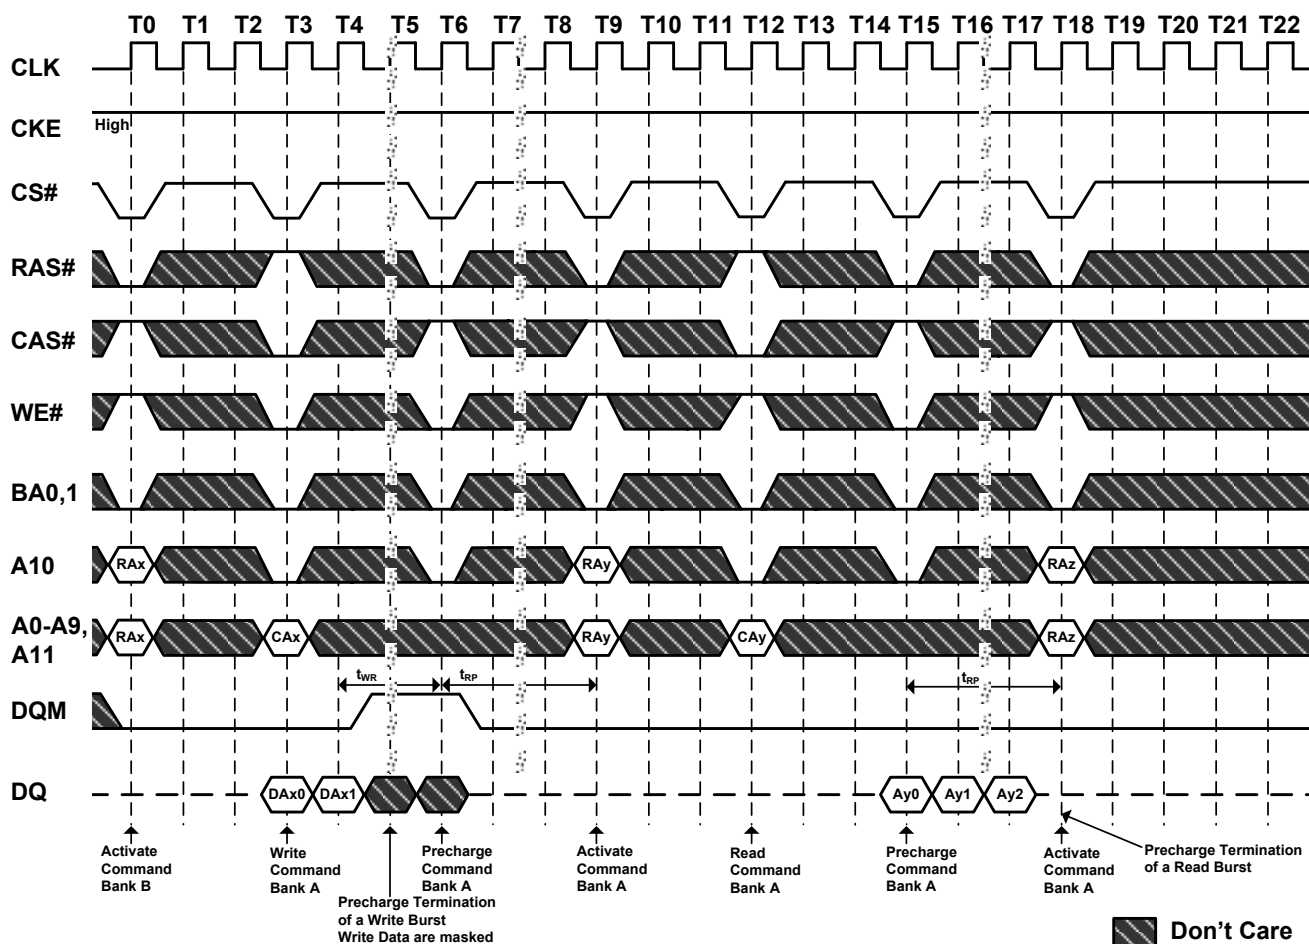 T0 T1 T2 T3 T4 T5 T6 T7 T8 T9 T10 T11 T12 T13 T14 T15 T16 T17 T18 T19 T20 T21 T22
CLK
CKE
High
CS#
RAS#
CAS#
WE#
BA0,1
A10
RAx RAy RAz
A0-A9,
A11
RAx CAx RAy CAy RAz
tWR tRP tRP
DQM
DQ
DAx0 DAx1 Ay0 Ay1 Ay2
Activate
Command
Bank B
Write
Command
Bank A
Precharge Termination
of a Write Burst
Write Data are masked
Precharge
Command
Bank A
Activate
Command
Bank A
Read
Command
Bank A
Precharge
Command
Bank A
Activate
Command
Bank A
Precharge Termination
of a Read Burst
Don't Care